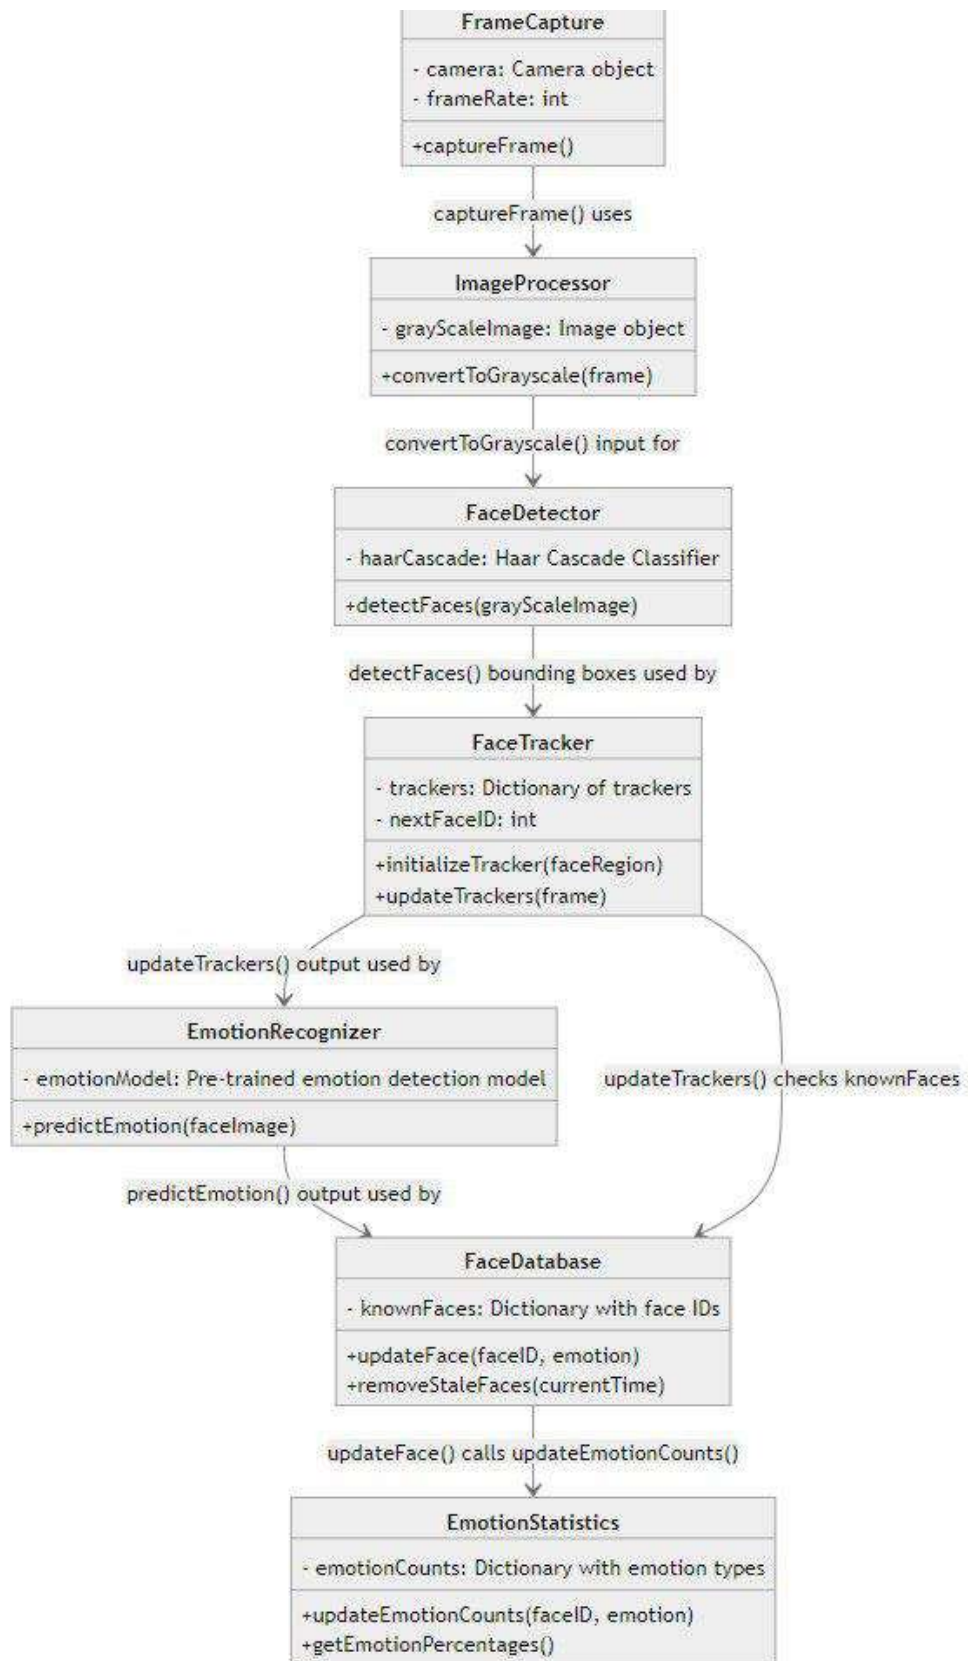 FrameCapture
- camera: Camera object
- frameRate: int
+captureFrame()
captureFrame() uses
ImageProcessor
- grayScaleImage: Image object
+convertToGrayscale(frame)
convertToGrayscale() input for
FaceDetector
- haarCascade: Haar Cascade Classifier
+detectFaces(grayScaleImage)
detectFaces() bounding boxes used by
FaceTracker
- trackers: Dictionary of trackers
- nextFaceID: int
+initializeTracker(faceRegion)
+updateTrackers(frame)
updateTrackers() output used by
EmotionRecognizer
- emotionModel: Pre-trained emotion detection model
+predictEmotion(faceImage)
updateTrackers() checks knownFaces
predictEmotion() output used by
FaceDatabase
- knownFaces: Dictionary with face IDs
+updateFace(faceID, emotion)
+removeStaleFaces(currentTime)
updateFace() calls updateEmotionCounts()
EmotionStatistics
- emotionCounts: Dictionary with emotion types
+updateEmotionCounts(faceID, emotion)
+getEmotionPercentages()